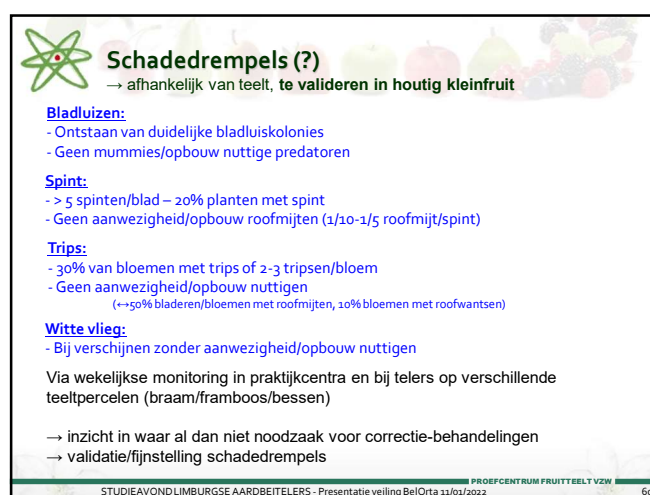 Schadedrempels (?)
→ afhankelijk van teelt, te valideren in houtig kleinfruit
Bladluizen:
- Ontstaan van duidelijke bladluiskolonies
- Geen mummies/opbouw nuttige predatoren
Spint:
- > 5 spinten/blad – 20% planten met spint
- Geen aanwezigheid/opbouw roofmijten (1/10-1/5 roofmijt/spint)
Trips:
- 30% van bloemen met trips of 2-3 tripsen/bloem
- Geen aanwezigheid/opbouw nuttigen
(↔50% bladeren/bloemen met roofmijten, 10% bloemen met roofwantsen)
Witte vlieg:
- Bij verschijnen zonder aanwezigheid/opbouw nuttigen
Via wekelijkse monitoring in praktijkcentra en bij telers op verschillende
teeltpercelen (braam/framboos/bessen)
→ inzicht in waar al dan niet noodzaak voor correctie-behandelingen
→ validatie/fijnstelling schadedrempels
PROEFCENTRUM FRUITTEELT VZW
STUDIEAVOND LIMBURGSE AARDBEITELERS - Presentatie veiling BelOrta 11/01/2022